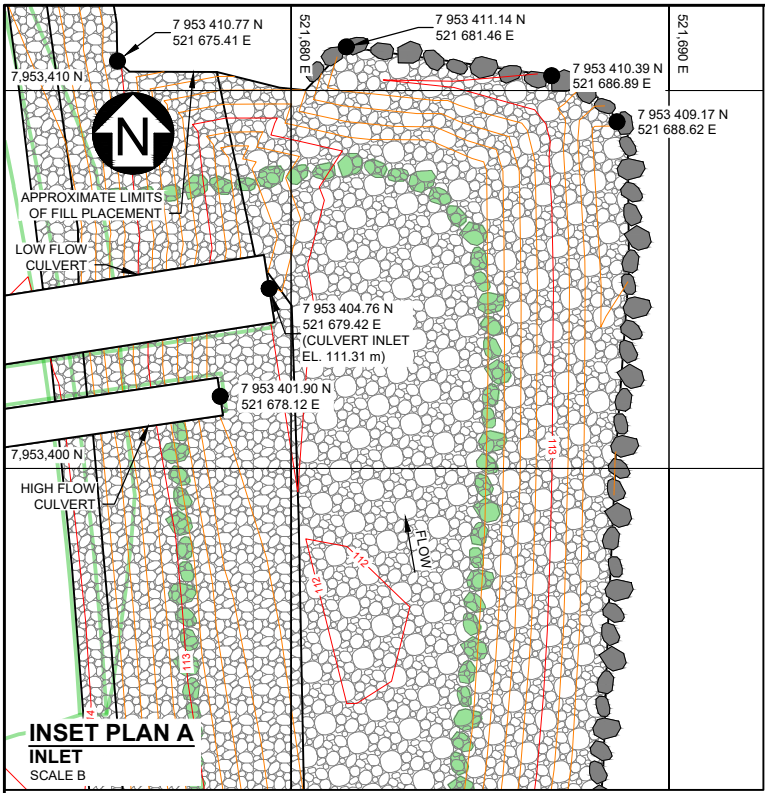 7 953 410.77 N
521 675.41 E
521,680 E
7 953 411.14 N
521 681.46 E
521,690 E
7,953,410 N
7 953 410.39 N
521 686.89 E
7 953 409.17 N
521 688.62 E
N
APPROXIMATE LIMITS
OF FILL PLACEMENT
LOW FLOW
CULVERT
7 953 404.76 N
521 679.42 E
(CULVERT INLET
EL. 111.31 m)
7 953 401.90 N
521 678.12 E
113
7,953,400 N
HIGH FLOW
CULVERT
FLOW
112
112
113
INSET PLAN A
INLET
SCALE B